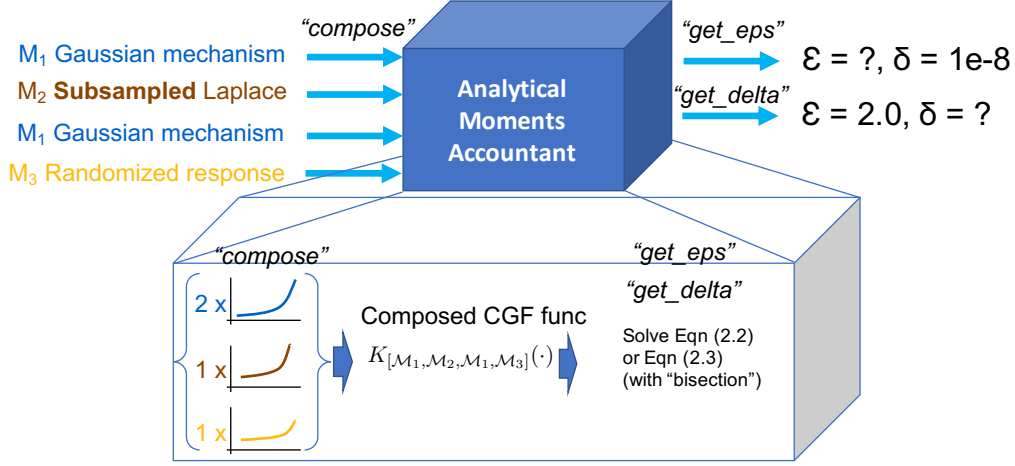 “compose”
M₁ Gaussian mechanism
M₂ Subsampled Laplace
M₁ Gaussian mechanism
M₃ Randomized response
Analytical
Moments
Accountant
“get_eps”
Ɛ = ?, δ = 1e-8
“get_delta”
Ɛ = 2.0, δ = ?
“compose”
2 x
1 x
1 x
Composed CGF func
K[M₁,M₂,M₁,M₃](·)
“get_eps”
“get_delta”
Solve Eqn (2.2)
or Eqn (2.3)
(with “bisection”)